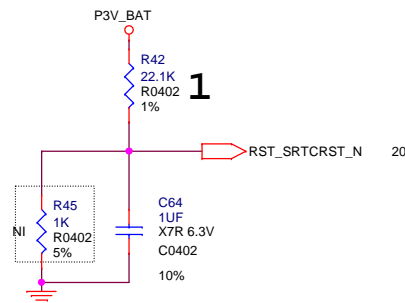 P3V_BAT
R42
22.1K
R0402
1%
1
RST_SRTCRST_N 20
R45
1K
NI
R0402
5%
C64
1UF
X7R 6.3V
C0402
10%